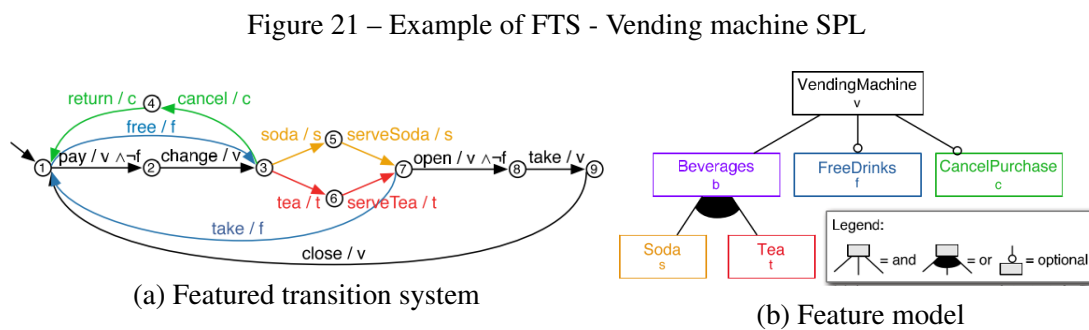 Figure 21 – Example of FTS - Vending machine SPL
return / c
4
cancel / c
free / f
soda / s
5
serveSoda / s
1
pay / v ∧¬f
2
change / v
3
7
open / v ∧¬f
8
take / v
9
tea / t
6
serveTea / t
take / f
close / v
(a) Featured transition system
VendingMachine
v
Beverages
b
FreeDrinks
f
CancelPurchase
c
Soda
s
Tea
t
Legend:
= and
= or
= optional
(b) Feature model